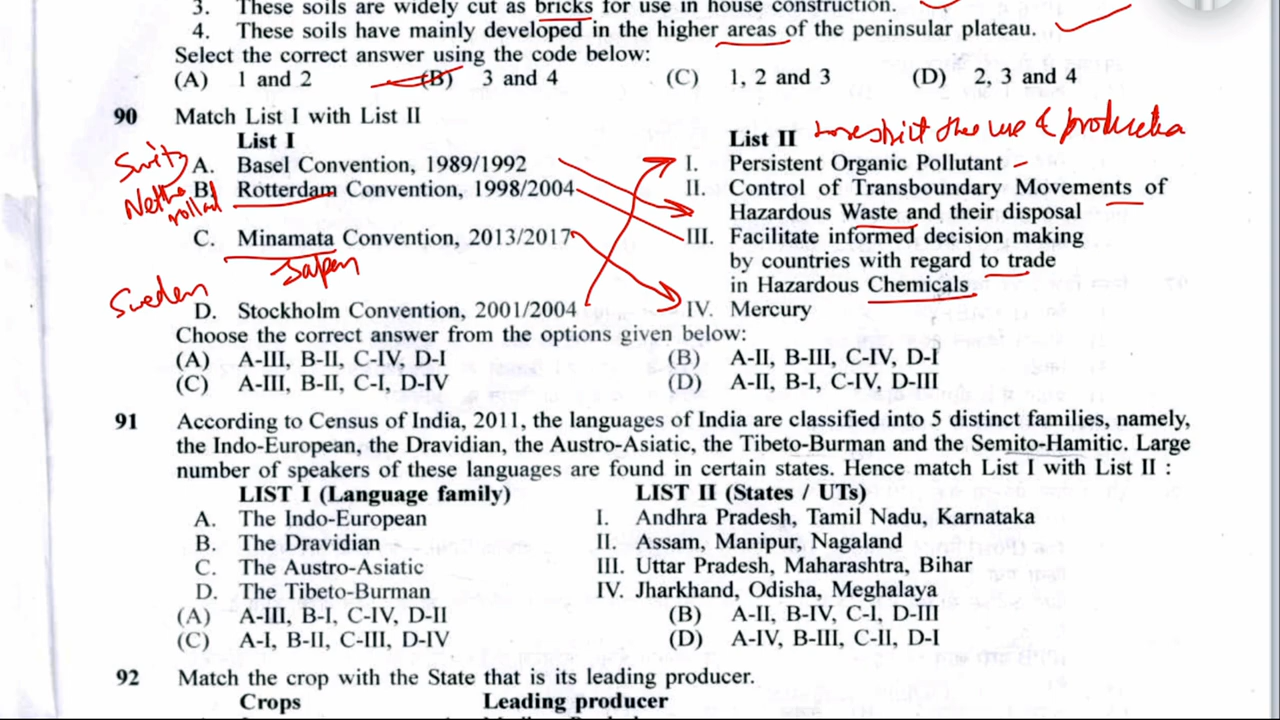 3. These soils are widely cut as bricks for use in house construction.
4. These soils have mainly developed in the higher areas of the peninsular plateau.
Select the correct answer using the code below:
(A) 1 and 2 (B) 3 and 4 (C) 1, 2 and 3 (D) 2, 3 and 4
90 Match List I with List II
List I List II to restrict the use & production
Switz A. Basel Convention, 1989/1992 I. Persistent Organic Pollutant
Nethe B. Rotterdam Convention, 1998/2004 II. Control of Transboundary Movements of
Hazardous Waste and their disposal
C. Minamata Convention, 2013/2017 III. Facilitate informed decision making
Japan by countries with regard to trade
Sweden in Hazardous Chemicals
D. Stockholm Convention, 2001/2004 IV. Mercury
Choose the correct answer from the options given below:
(A) A-III, B-II, C-IV, D-I (B) A-II, B-III, C-IV, D-I
(C) A-III, B-II, C-I, D-IV (D) A-II, B-I, C-IV, D-III
91 According to Census of India, 2011, the languages of India are classified into 5 distinct families, namely,
the Indo-European, the Dravidian, the Austro-Asiatic, the Tibeto-Burman and the Semito-Hamitic. Large
number of speakers of these languages are found in certain states. Hence match List I with List II :
LIST I (Language family) LIST II (States / UTs)
A. The Indo-European I. Andhra Pradesh, Tamil Nadu, Karnataka
B. The Dravidian II. Assam, Manipur, Nagaland
C. The Austro-Asiatic III. Uttar Pradesh, Maharashtra, Bihar
D. The Tibeto-Burman IV. Jharkhand, Odisha, Meghalaya
(A) A-III, B-I, C-IV, D-II (B) A-II, B-IV, C-I, D-III
(C) A-I, B-II, C-III, D-IV (D) A-IV, B-III, C-II, D-I
92 Match the crop with the State that is its leading producer.
Crops Leading producer